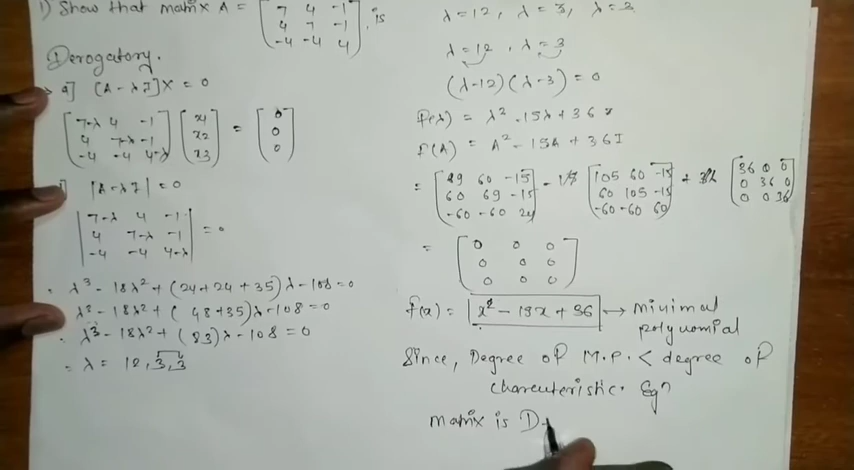 1) Show that matrix A = [ 7 4 -1
4 7 -1
-4 -4 4 ] , is
Derogatory.
a] [A - λI]X = 0
[ 7-λ 4 -1
4 7-λ -1
-4 -4 4-λ ] [ x1
x2
x3 ] = [ 0
0
0 ]
|A - λI| = 0
| 7-λ 4 -1
4 7-λ -1
-4 -4 4-λ | = 0
λ³ - 18λ² + (24+24+35)λ - 108 = 0
λ³ - 18λ² + ( 48+35)λ - 108 = 0
λ³ - 18λ² + (83)λ - 108 = 0
= λ = 12, 3, 3
λ = 12, λ = 3, λ = 3
λ = 12, λ = 3
(λ-12)(λ-3) = 0
f(λ) = λ² - 15λ + 36
f(A) = A² - 15A + 36I
= [ 69 60 -15
60 69 -15
-60 -60 24 ] - [ 105 60 -15
60 105 -15
-60 -60 60 ] + [ 36 0 0
0 36 0
0 0 36 ]
= [ 0 0 0
0 0 0
0 0 0 ]
f(x) = x² - 15x + 36 → minimal
polynomial
Since, Degree of M.P. < degree of
charcuteristic. Eqn
matrix is D